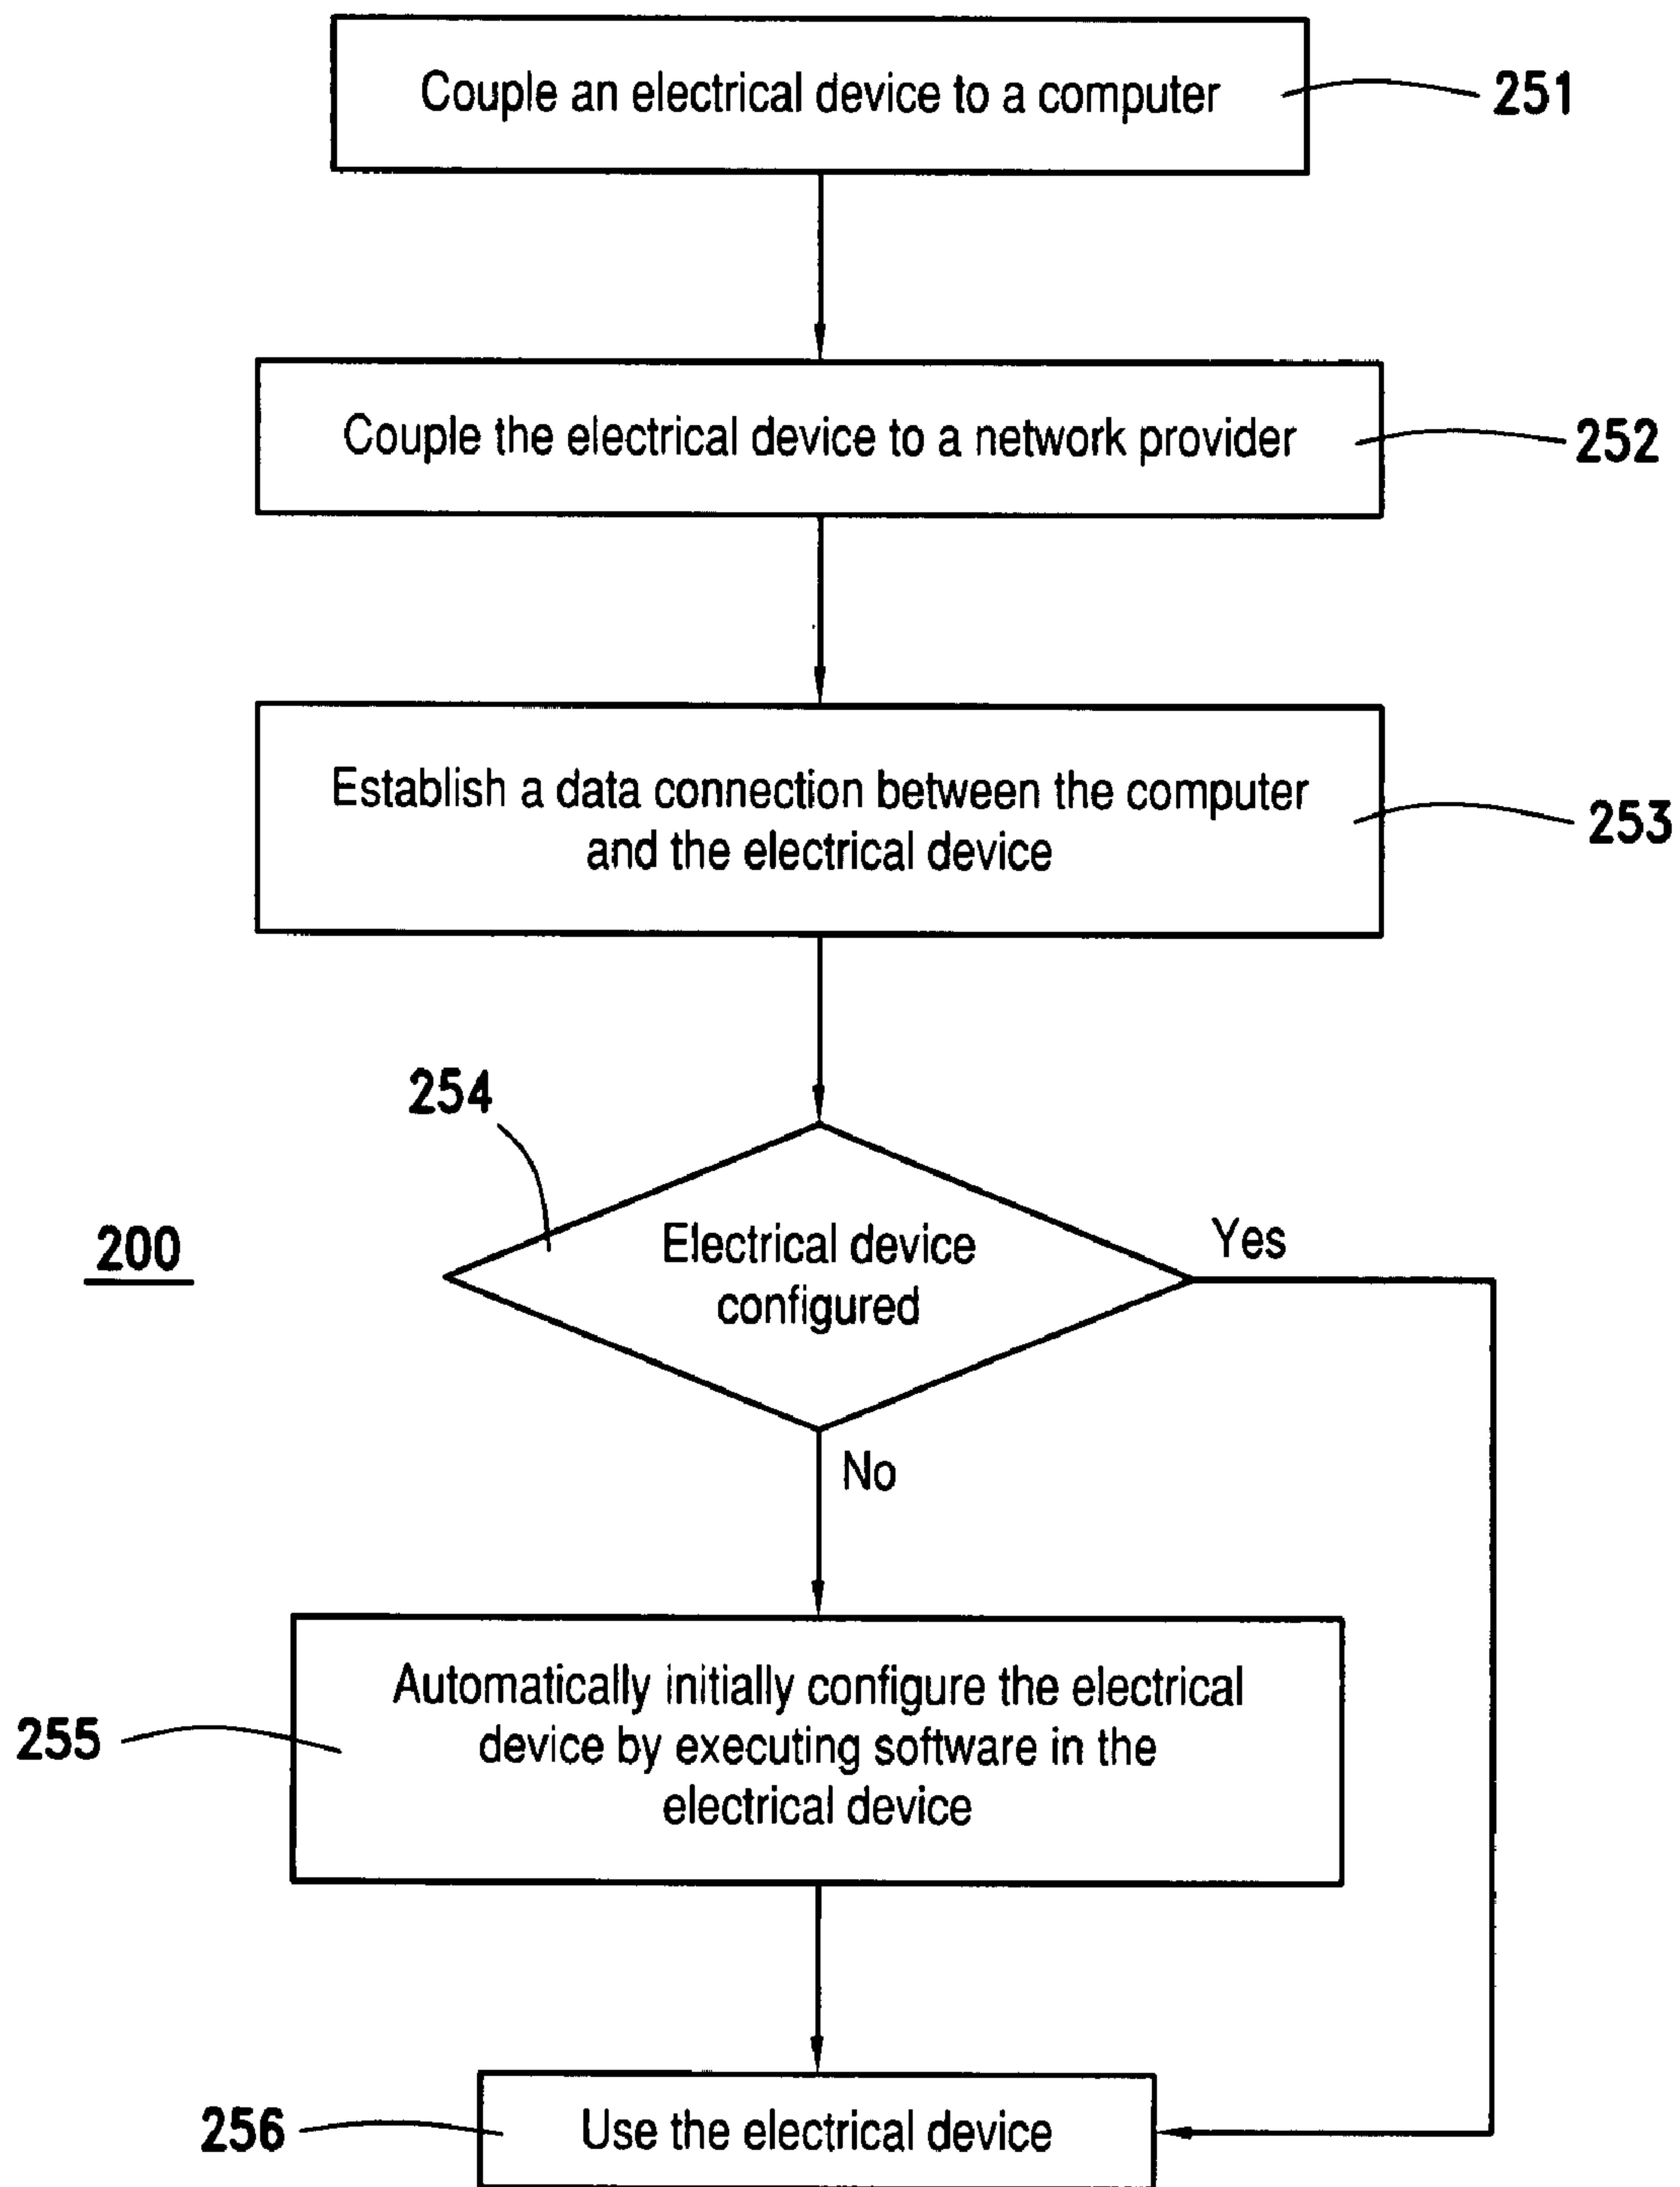 Couple an electrical device to a computer
251
Couple the electrical device to a network provider
252
Establish a data connection between the computer
and the electrical device
253
254
200
Electrical device
configured
Yes
No
Automatically initially configure the electrical
device by executing software in the
electrical device
255
256
Use the electrical device